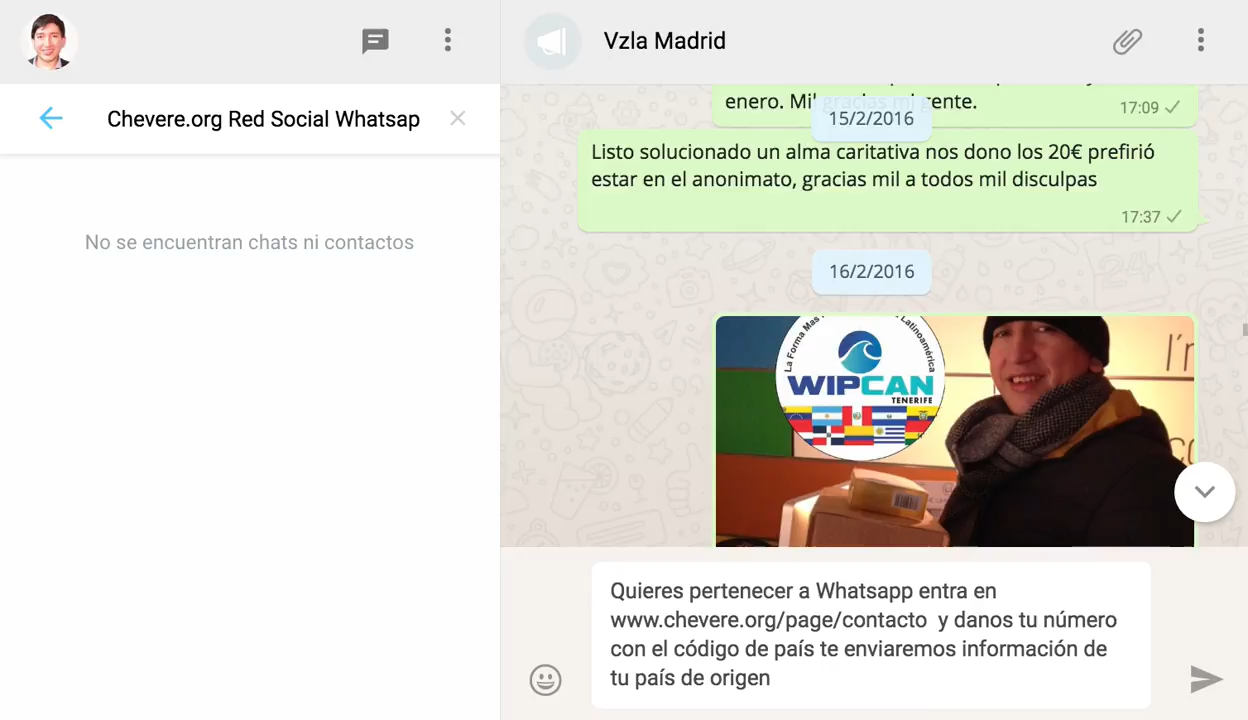 Vzla Madrid
Chevere.org Red Social Whatsap
No se encuentran chats ni contactos
enero. Mil gracias mi gente.
17:09
15/2/2016
Listo solucionado un alma caritativa nos dono los 20€ prefirió
estar en el anonimato, gracias mil a todos mil disculpas
17:37
16/2/2016
La Forma Mas
Latinoamérica
WIPCAN
TENERIFE
Quieres pertenecer a Whatsapp entra en
www.chevere.org/page/contacto y danos tu número
con el código de país te enviaremos información de
tu país de origen